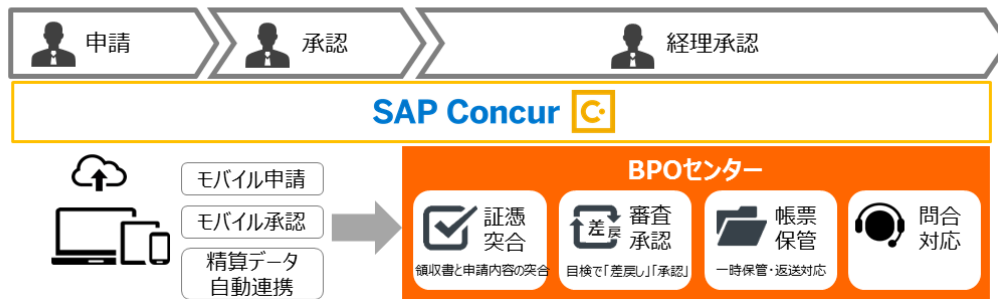 申請
承認
経理承認
SAP Concur C
モバイル申請
モバイル承認
精算データ
自動連携
BPOセンター
証憑
突合
領収書と申請内容の突合
差戻
審査
承認
目検で「差戻し」「承認」
帳票
保管
一時保管・返送対応
問合
対応